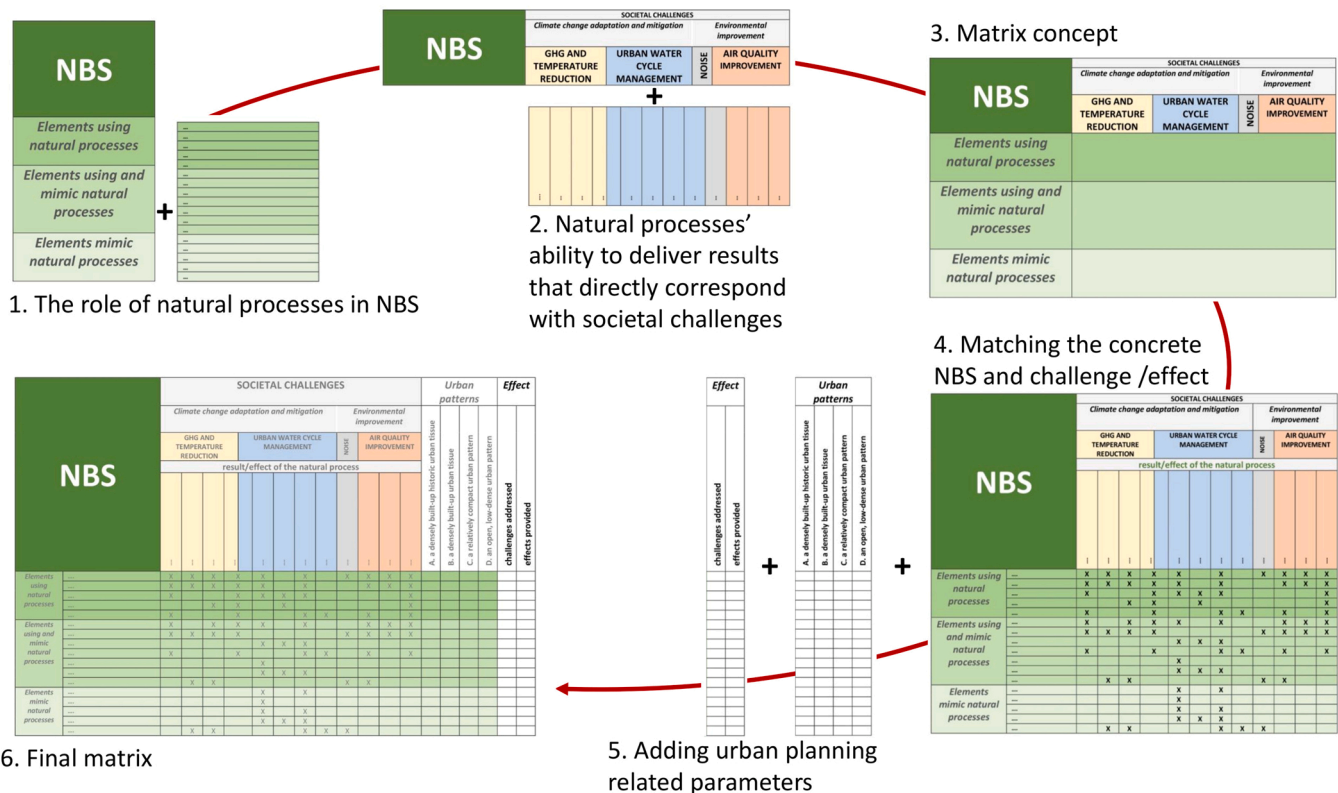 NBS
Elements using
natural processes
Elements using and
mimic natural
processes
Elements mimic
natural processes
+
...
1. The role of natural processes in NBS
NBS
SOCIETAL CHALLENGES
Climate change adaptation and mitigation
Environmental
improvement
GHG AND
TEMPERATURE
REDUCTION
URBAN WATER
CYCLE
MANAGEMENT
NOISE
AIR QUALITY
IMPROVEMENT
+
2. Natural processes’
ability to deliver results
that directly correspond
with societal challenges
3. Matrix concept
NBS
SOCIETAL CHALLENGES
Climate change adaptation and mitigation
Environmental
improvement
GHG AND
TEMPERATURE
REDUCTION
URBAN WATER
CYCLE
MANAGEMENT
NOISE
AIR QUALITY
IMPROVEMENT
Elements using
natural processes
Elements using and
mimic natural
processes
Elements mimic
natural processes
4. Matching the concrete
NBS and challenge /effect
NBS
SOCIETAL CHALLENGES
Climate change adaptation and mitigation
Environmental
improvement
GHG AND
TEMPERATURE
REDUCTION
URBAN WATER CYCLE
MANAGEMENT
NOISE
AIR QUALITY
IMPROVEMENT
result/effect of the natural process
Elements using
natural
processes
Elements using
and mimic
natural
processes
Elements
mimic natural
processes
+
Urban
patterns
A. a densely built-up historic urban tissue
B. a densely built-up urban tissue
C. a relatively compact urban pattern
D. an open, low-dense urban pattern
+
Effect
challenges addressed
effects provided
5. Adding urban planning
related parameters
NBS
SOCIETAL CHALLENGES
Urban
patterns
Effect
Climate change adaptation and mitigation
Environmental
improvement
GHG AND
TEMPERATURE
REDUCTION
URBAN WATER CYCLE
MANAGEMENT
NOISE
AIR QUALITY
IMPROVEMENT
result/effect of the natural process
A. a densely built-up historic urban tissue
B. a densely built-up urban tissue
C. a relatively compact urban pattern
D. an open, low-dense urban pattern
challenges addressed
effects provided
Elements
using
natural
processes
Elements
using and
mimic
natural
processes
Elements
mimic
natural
processes
6. Final matrix